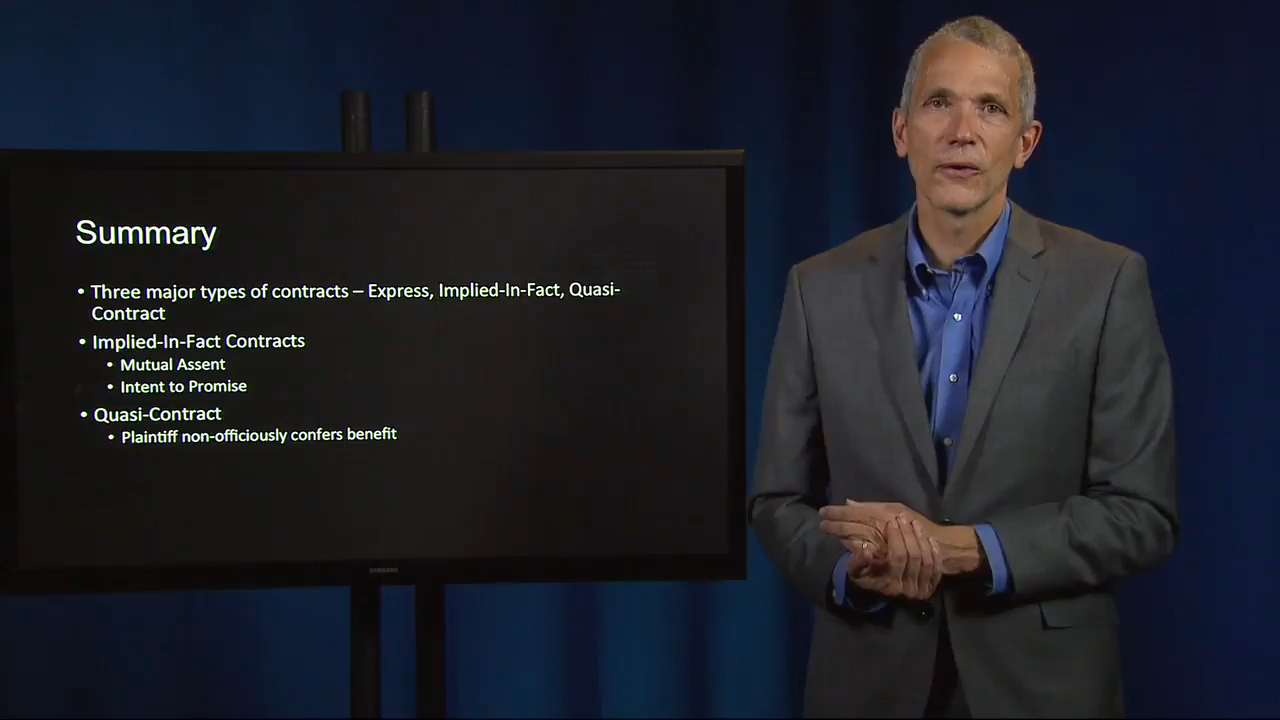 Summary
• Three major types of contracts – Express, Implied-In-Fact, Quasi-
Contract
• Implied-In-Fact Contracts
• Mutual Assent
• Intent to Promise
• Quasi-Contract
• Plaintiff non-officiously confers benefit
SAMSUNG